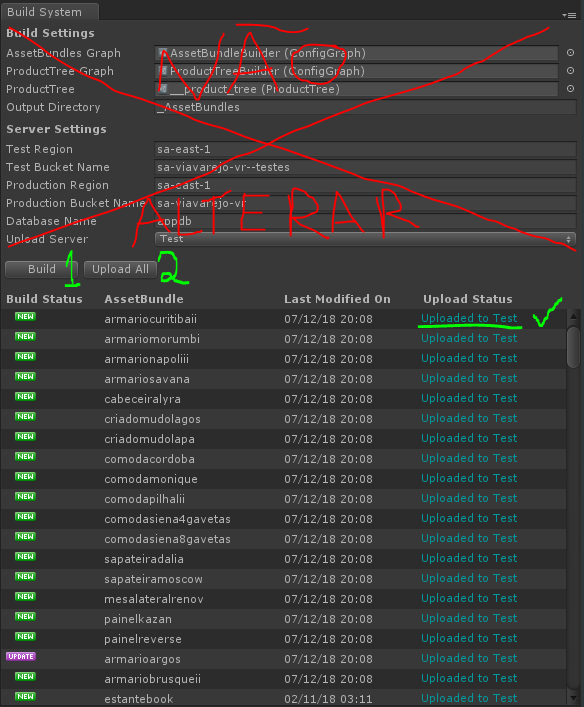 Build System
Build Settings
NÃO
AssetBundles Graph AssetBundleBuilder (ConfigGraph)
ProductTree Graph ProductTreeBuilder (ConfigGraph)
ProductTree __product_tree (ProductTree)
Output Directory _AssetBundles
Server Settings
Test Region sa-east-1
Test Bucket Name sa-viavarejo-vr--testes
Production Region sa-east-1
Production Bucket Name sa-viavarejo-vr
ALTERAR
Database Name appdb
Upload Server Test
Build 1 Upload All 2
Build Status AssetBundle Last Modified On Upload Status
NEW armariocuritibaii 07/12/18 20:08 Uploaded to Test
NEW armariomorumbi 07/12/18 20:08 Uploaded to Test
NEW armarionapoliii 07/12/18 20:08 Uploaded to Test
NEW armariosavana 07/12/18 20:08 Uploaded to Test
NEW cabeceiralyra 07/12/18 20:08 Uploaded to Test
NEW criadomudolagos 07/12/18 20:08 Uploaded to Test
NEW criadomudolapa 07/12/18 20:08 Uploaded to Test
NEW comodacordoba 07/12/18 20:08 Uploaded to Test
NEW comodamonique 07/12/18 20:08 Uploaded to Test
NEW comodapilhalii 07/12/18 20:08 Uploaded to Test
NEW comodasiena4gavetas 07/12/18 20:08 Uploaded to Test
NEW comodasiena8gavetas 07/12/18 20:08 Uploaded to Test
NEW sapateiradalia 07/12/18 20:08 Uploaded to Test
NEW sapateiramoscow 07/12/18 20:08 Uploaded to Test
NEW mesalateralrenov 07/12/18 20:08 Uploaded to Test
NEW painelkazan 07/12/18 20:08 Uploaded to Test
NEW painelreverse 07/12/18 20:08 Uploaded to Test
UPDATE armarioargos 07/12/18 20:08 Uploaded to Test
NEW armariobrusqueii 07/12/18 20:08 Uploaded to Test
NEW estantebook 02/11/18 03:11 Uploaded to Test